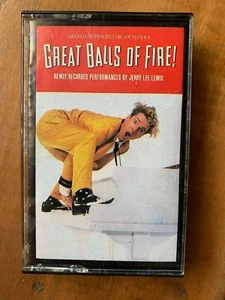 ORIGINAL MOTION PICTURE SOUNDTRACK
GREAT BALLS OF FIRE!
NEWLY RECORDED PERFORMANCES BY JERRY LEE LEWIS